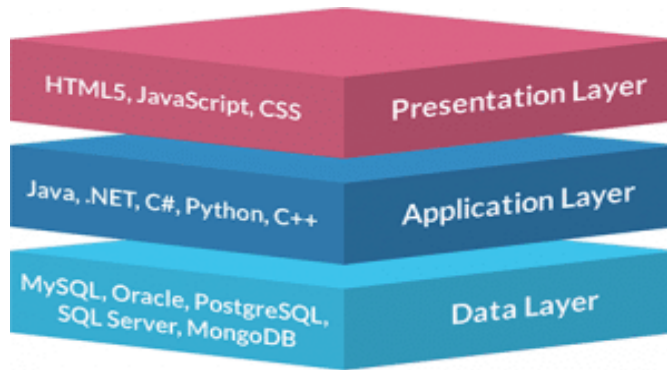 HTML5, JavaScript, CSS
Presentation Layer
Java, .NET, C#, Python, C++
Application Layer
MySQL, Oracle, PostgreSQL,
SQL Server, MongoDB
Data Layer